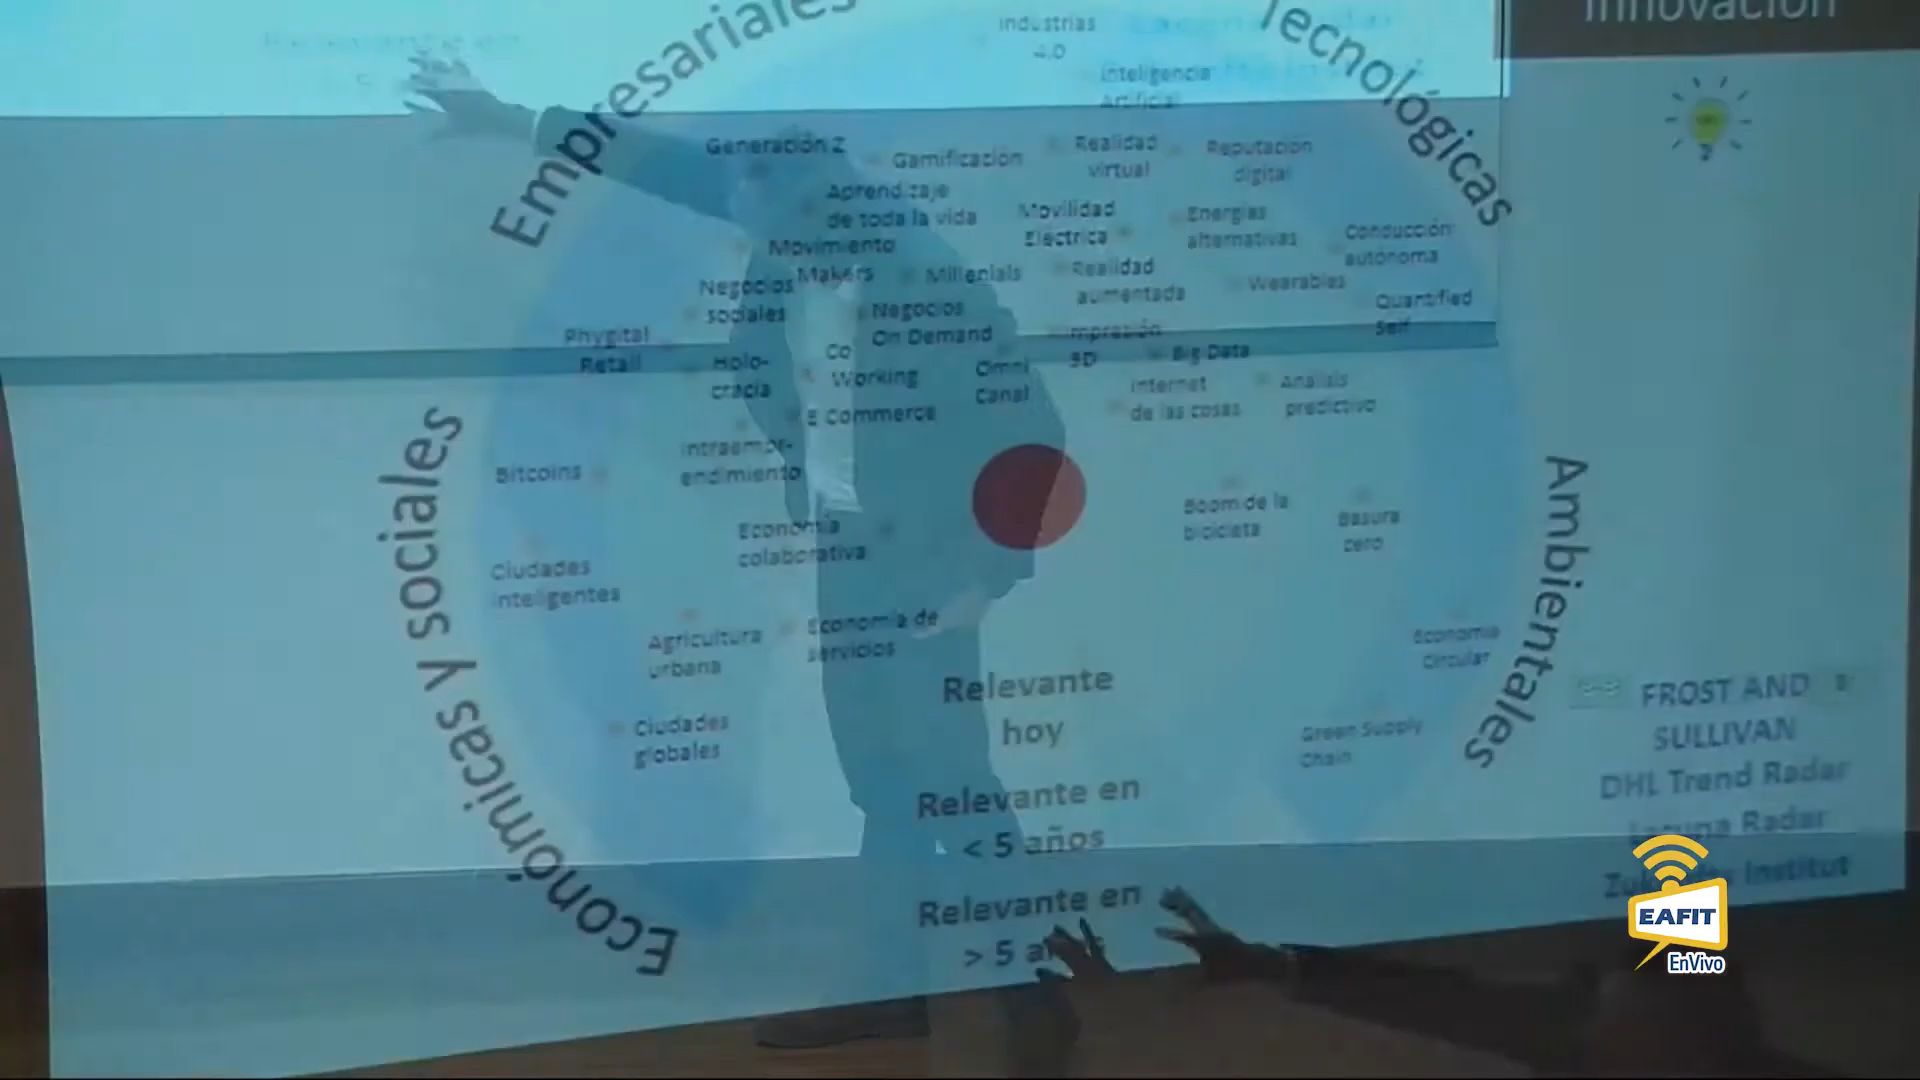 Innovación
Empresariales
Tecnológicas
Industrias
4.0
Inteligencia
Artificial
Generación Z
Gamificación
Realidad
virtual
Reputación
digital
Aprendizaje
de toda la vida
Movilidad
Eléctrica
Energías
alternativas
Conducción
autónoma
Movimiento
Makers
Millenials
Realidad
aumentada
Wearables
Quantified
Self
Negocios
sociales
Negocios
On Demand
Impresión
3D
Big Data
Phygital
Retail
Holo-
cracia
Co
Working
Omni
Canal
Internet
de las cosas
Análisis
predictivo
E Commerce
Intraempr-
endimiento
Bitcoins
Económicas y sociales
Ambientales
Boom de la
bicicleta
Basura
cero
Economía
colaborativa
Ciudades
inteligentes
Agricultura
urbana
Economía de
servicios
Economía
Circular
Ciudades
globales
Green Supply
Chain
Relevante
hoy
Relevante en
< 5 años
Relevante en
> 5
FROST AND
SULLIVAN
DHL Trend Radar
Radar
Institut
EAFIT
EnVivo